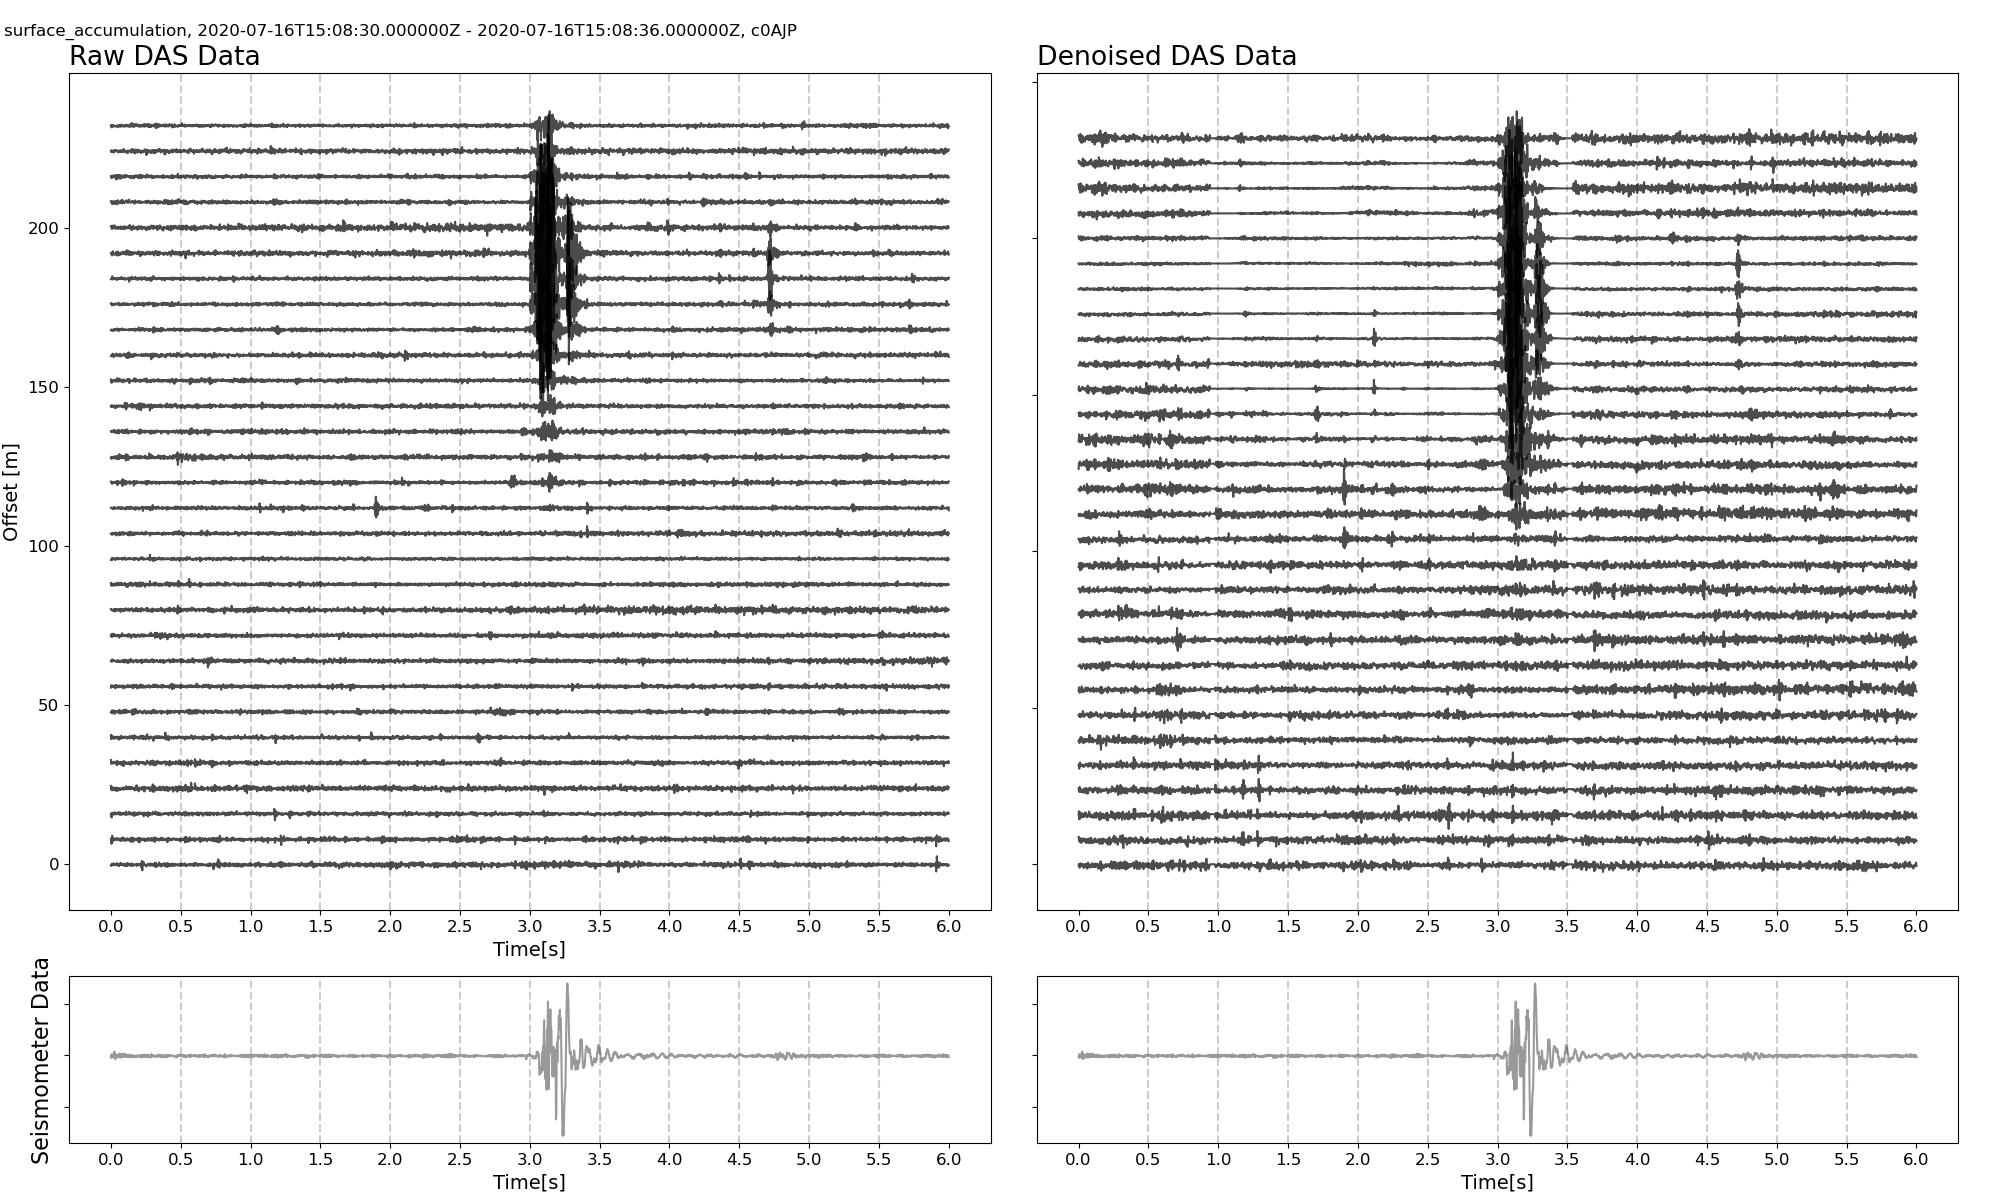 surface_accumulation, 2020-07-16T15:08:30.000000Z - 2020-07-16T15:08:36.000000Z, c0AJP
Raw DAS Data
Denoised DAS Data
Offset [m]
200
150
100
50
0
0.0 0.5 1.0 1.5 2.0 2.5 3.0 3.5 4.0 4.5 5.0 5.5 6.0
Time[s]
0.0 0.5 1.0 1.5 2.0 2.5 3.0 3.5 4.0 4.5 5.0 5.5 6.0
Seismometer Data
0.0 0.5 1.0 1.5 2.0 2.5 3.0 3.5 4.0 4.5 5.0 5.5 6.0
Time[s]
0.0 0.5 1.0 1.5 2.0 2.5 3.0 3.5 4.0 4.5 5.0 5.5 6.0
Time[s]